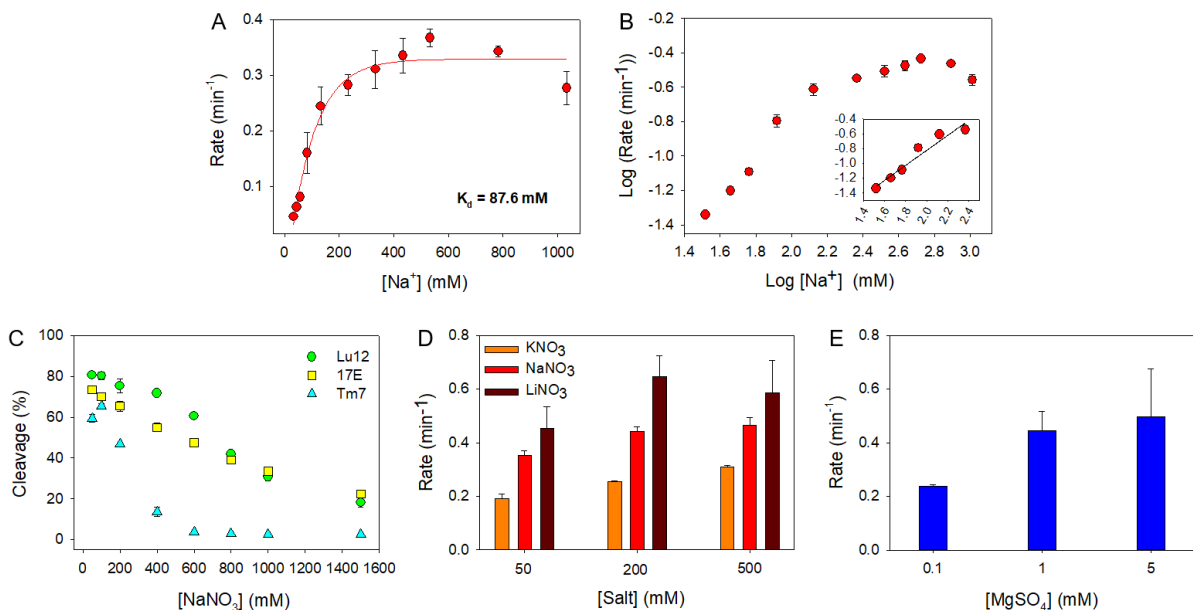 A
Rate (min⁻¹)
0.4
0.3
0.2
0.1
K_d = 87.6 mM
0 200 400 600 800 1000
[Na⁺] (mM)
B
Log (Rate (min⁻¹))
-0.2
-0.4
-0.6
-0.8
-1.0
-1.2
-1.4
-0.4
-0.6
-0.8
-1.0
-1.2
-1.4
1.4 1.6 1.8 2.0 2.2 2.4
1.4 1.6 1.8 2.0 2.2 2.4 2.6 2.8 3.0
Log [Na⁺] (mM)
C
Cleavage (%)
100
80
60
40
20
0
Lu12
17E
Tm7
0 200 400 600 800 1000 1200 1400 1600
[NaNO₃] (mM)
D
Rate (min⁻¹)
0.8
0.6
0.4
0.2
0.0
KNO₃
NaNO₃
LiNO₃
50 200 500
[Salt] (mM)
E
Rate (min⁻¹)
0.8
0.6
0.4
0.2
0.0
0.1 1 5
[MgSO₄] (mM)